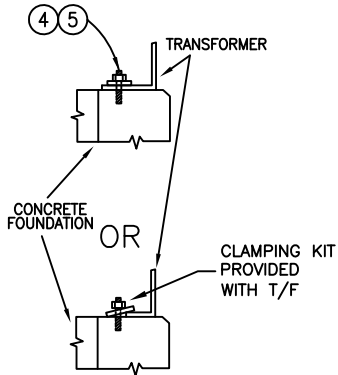 4 5
TRANSFORMER
CONCRETE
FOUNDATION
OR
CLAMPING KIT
PROVIDED
WITH T/F